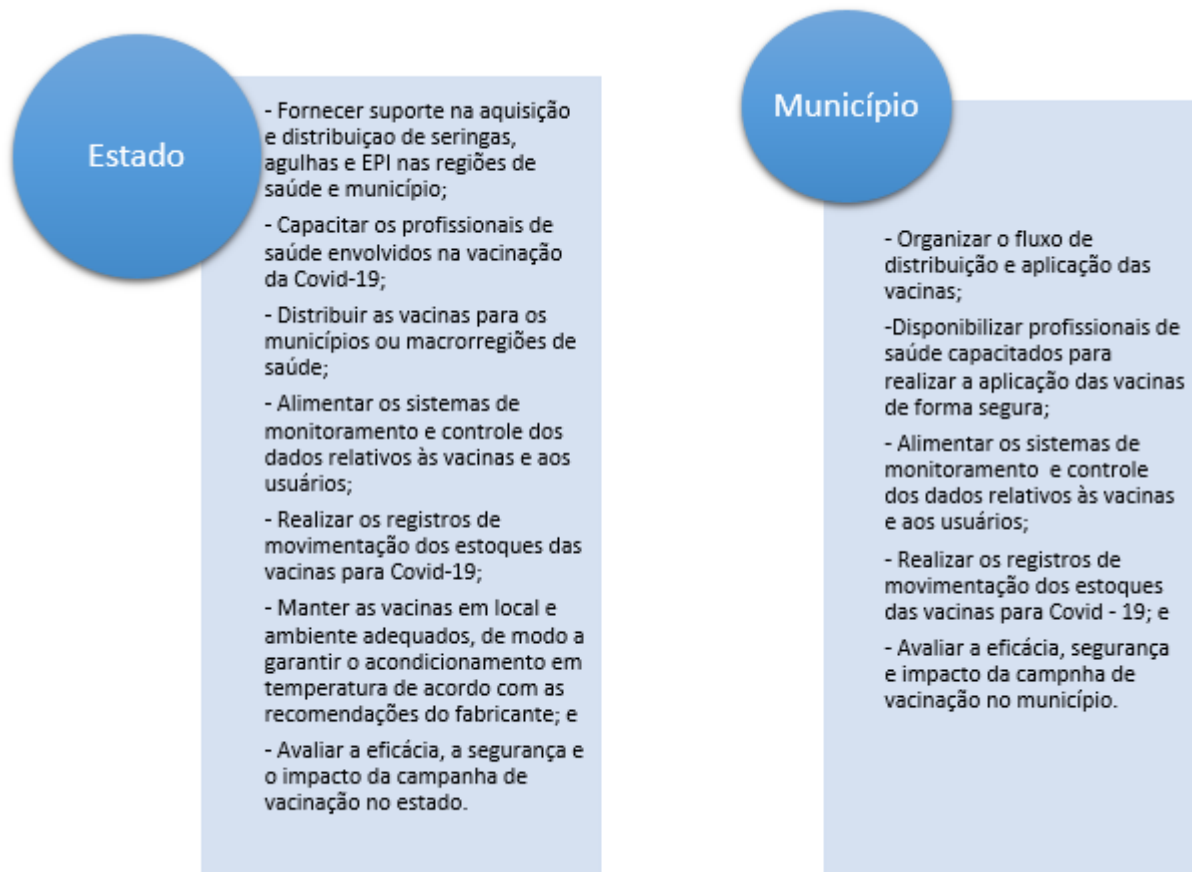 Estado
- Fornecer suporte na aquisição
e distribuiçao de seringas,
agulhas e EPI nas regiões de
saúde e município;
- Capacitar os profissionais de
saúde envolvidos na vacinação
da Covid-19;
- Distribuir as vacinas para os
municípios ou macrorregiões de
saúde;
- Alimentar os sistemas de
monitoramento e controle dos
dados relativos às vacinas e aos
usuários;
- Realizar os registros de
movimentação dos estoques das
vacinas para Covid-19;
- Manter as vacinas em local e
ambiente adequados, de modo a
garantir o acondicionamento em
temperatura de acordo com as
recomendações do fabricante; e
- Avaliar a eficácia, a segurança e
o impacto da campanha de
vacinação no estado.
Município
- Organizar o fluxo de
distribuição e aplicação das
vacinas;
-Disponibilizar profissionais de
saúde capacitados para
realizar a aplicação das vacinas
de forma segura;
- Alimentar os sistemas de
monitoramento  e controle
dos dados relativos às vacinas
e aos usuários;
- Realizar os registros de
movimentação dos estoques
das vacinas para Covid - 19; e
- Avaliar a eficácia, segurança
e impacto da campnha de
vacinação no município.